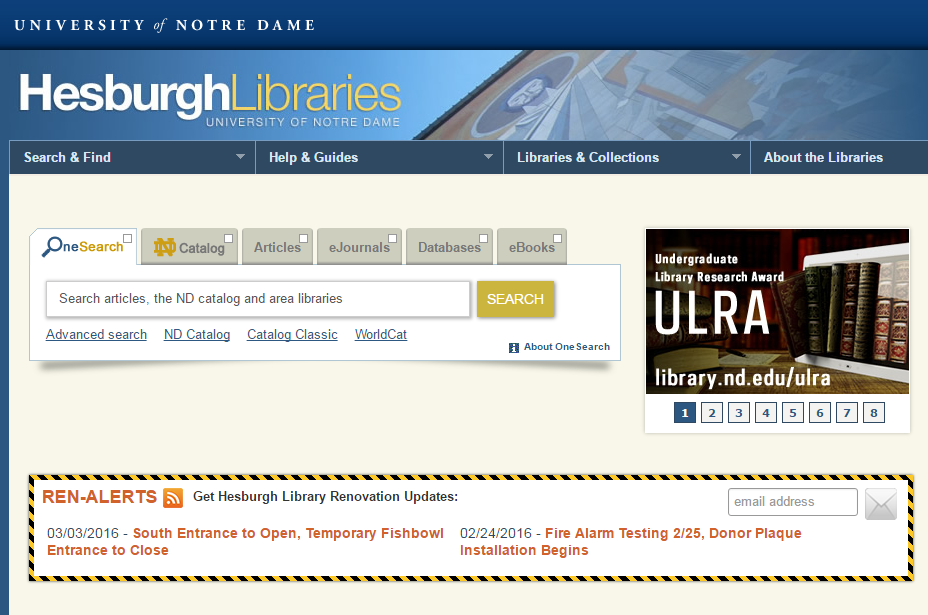 UNIVERSITY of NOTRE DAME
HesburghLibraries
UNIVERSITY OF NOTRE DAME
Search & Find
Help & Guides
Libraries & Collections
About the Libraries
OneSearch
ND Catalog
Articles
eJournals
Databases
eBooks
Search articles, the ND catalog and area libraries
SEARCH
Advanced search
ND Catalog
Catalog Classic
WorldCat
i About OneSearch
Undergraduate
Library Research Award
ULRA
library.nd.edu/ulra
1 2 3 4 5 6 7 8
REN-ALERTS
Get Hesburgh Library Renovation Updates:
email address
03/03/2016 - South Entrance to Open, Temporary Fishbowl
Entrance to Close
02/24/2016 - Fire Alarm Testing 2/25, Donor Plaque
Installation Begins